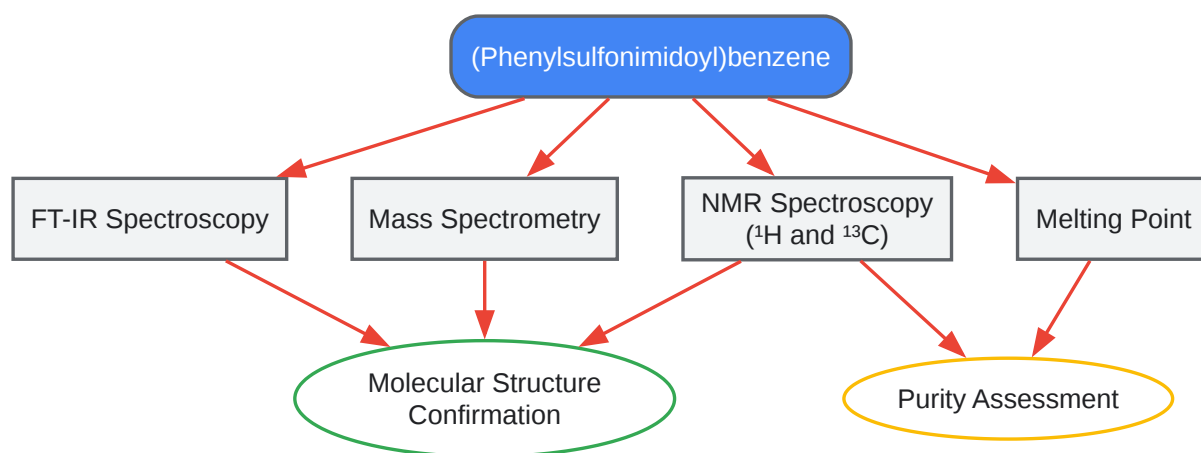 (Phenylsulfonimidoyl)benzene
FT-IR Spectroscopy
Mass Spectrometry
NMR Spectroscopy
(¹H and ¹³C)
Melting Point
Molecular Structure
Confirmation
Purity Assessment